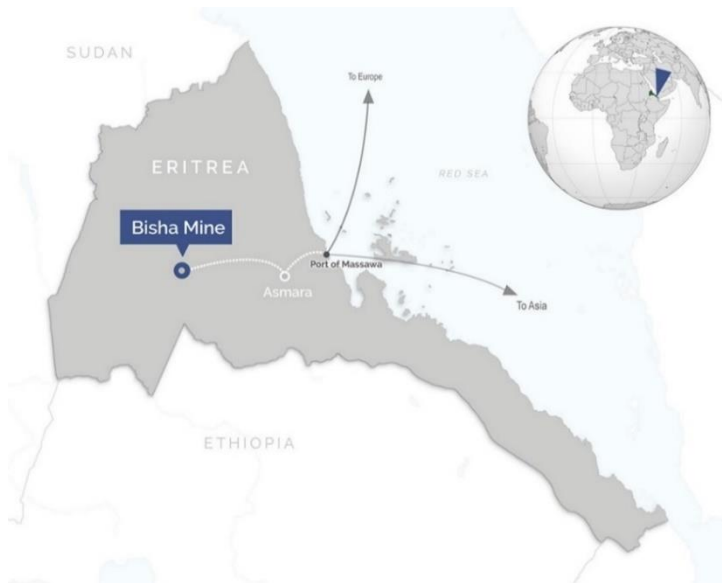 SUDAN
To Europe
ERITREA
RED SEA
Bisha Mine
Port of Massawa
Asmara
To Asia
ETHIOPIA